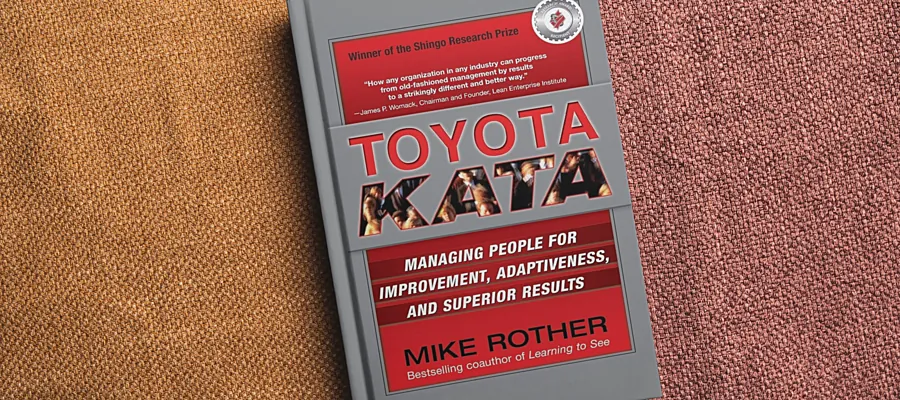 Winner of the Shingo Research Prize
"How any organization in any industry can progress
from old-fashioned management by results
to a strikingly different and better way."
—James P. Womack, Chairman and Founder, Lean Enterprise Institute
TOYOTA
KATA
MANAGING PEOPLE FOR
IMPROVEMENT, ADAPTIVENESS,
AND SUPERIOR RESULTS
MIKE ROTHER
Bestselling coauthor of Learning to See